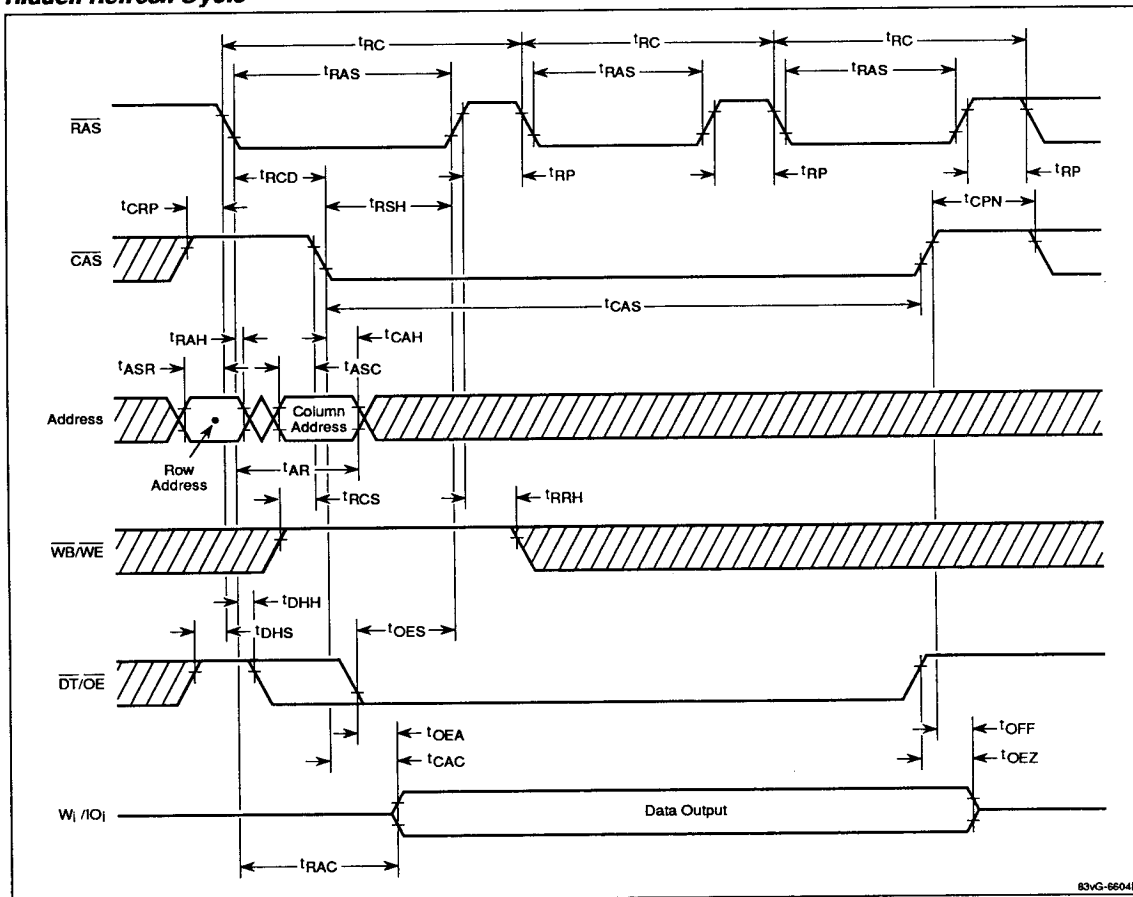 Hidden Refresh Cycle
tRC tRC tRC
tRAS tRAS tRAS
RAS
tRCD tRP tRP tRP
tCRP tRSH tCPN
CAS
tCAS
tRAH tCAH
tASR tASC
Address Column Address
Row Address
tAR
tRCS tRRH
WB/WE
tDHH
tDHS tOES
DT/OE
tOEA tOFF
tCAC tOEZ
Wi/IOi Data Output
tRAC